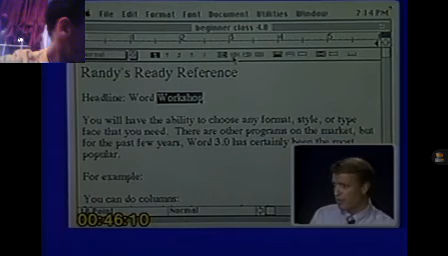 File Edit Format Font Document Utilities Window 7:14 PM
beginner class 4.0
Randy's Ready Reference
Headline: Word Workshop
You will have the ability to choose any format, style, or type
face that you need. There are other programs on the market, but
for the past few years, Word 3.0 has certainly been the most
popular.
For example:
You can do columns:
Normal
00:46:10